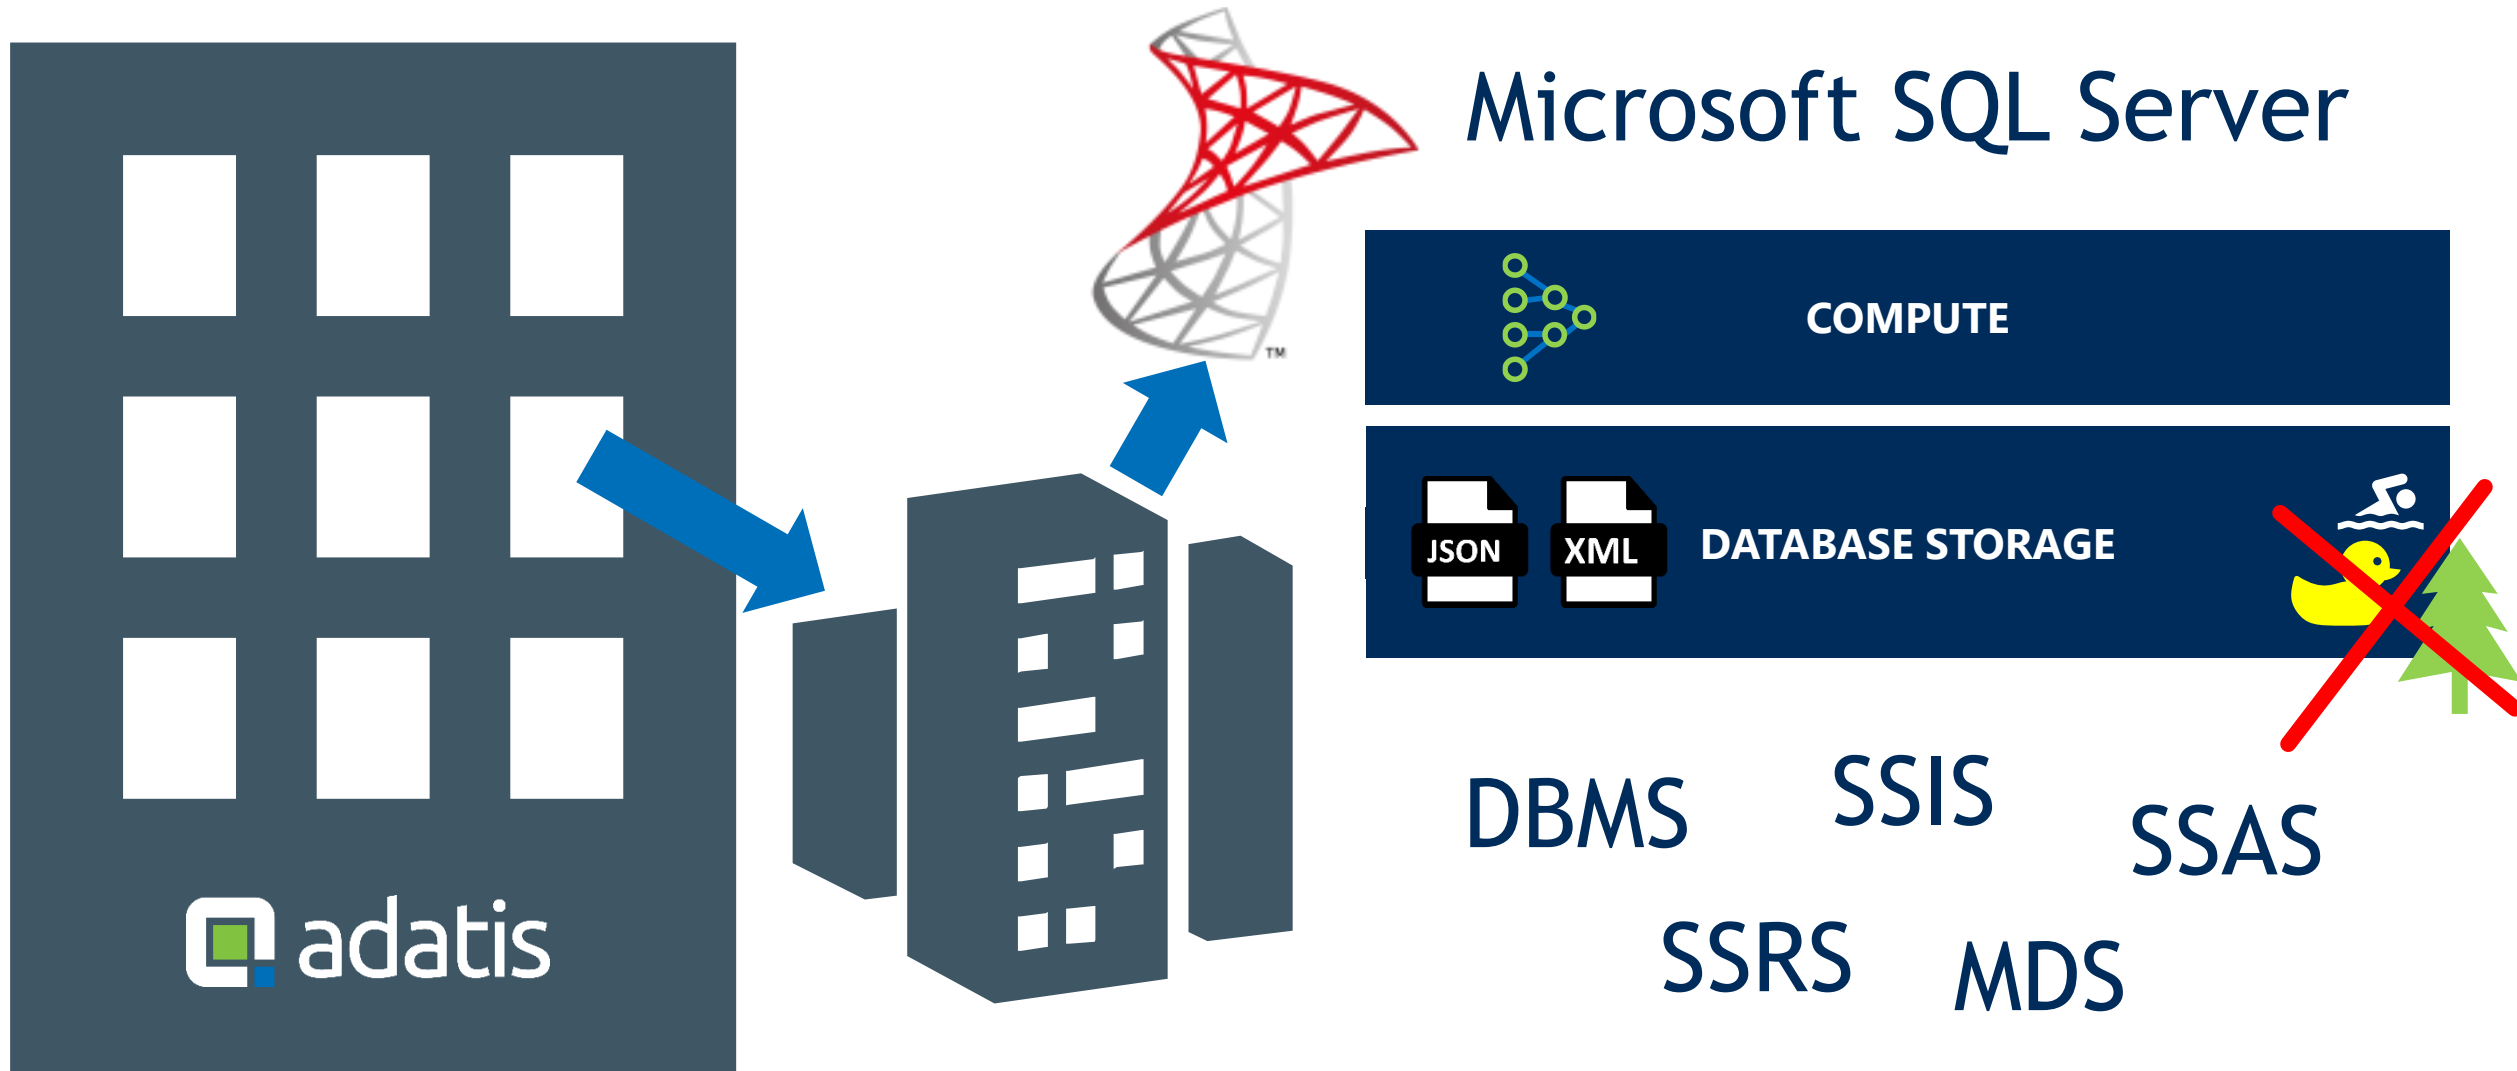 Microsoft SQL Server
TM
COMPUTE
JSON
XML
DATABASE STORAGE
DBMS
SSIS
SSAS
SSRS
MDS
adatis